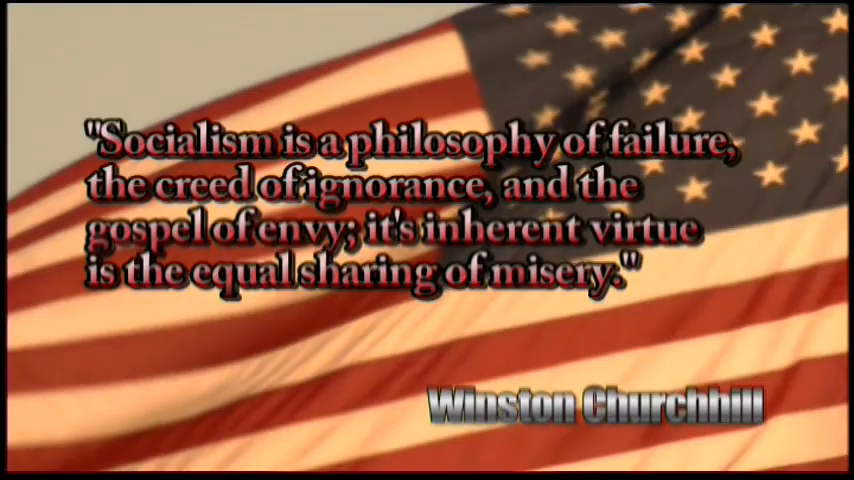 "Socialism is a philosophy of failure,
the creed of ignorance, and the
gospel of envy; it's inherent virtue
is the equal sharing of misery."
Winston Churchhill